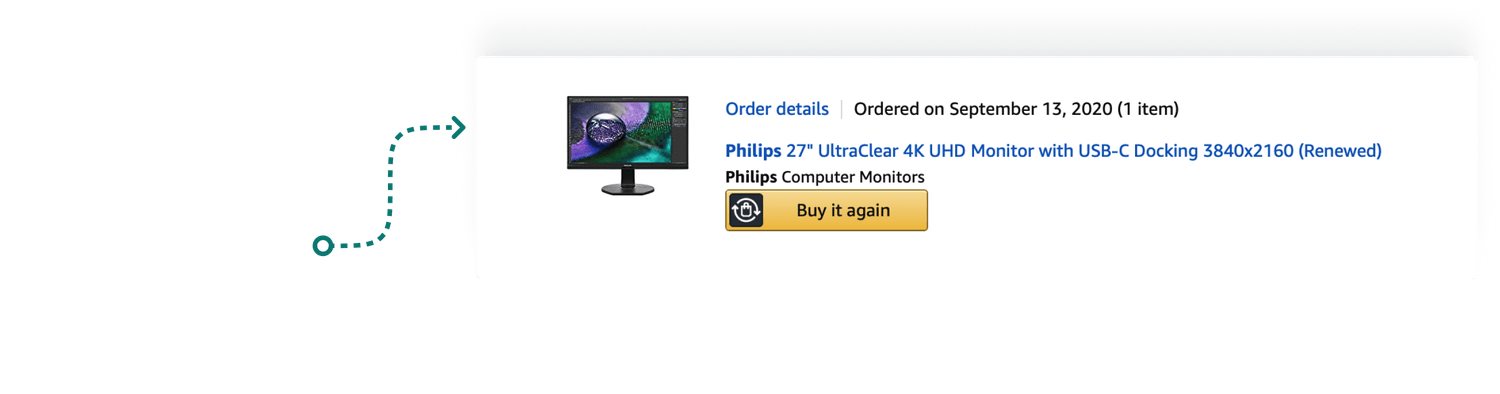 Order details | Ordered on September 13, 2020 (1 item)
Philips 27" UltraClear 4K UHD Monitor with USB-C Docking 3840x2160 (Renewed)
Philips Computer Monitors
Buy it again